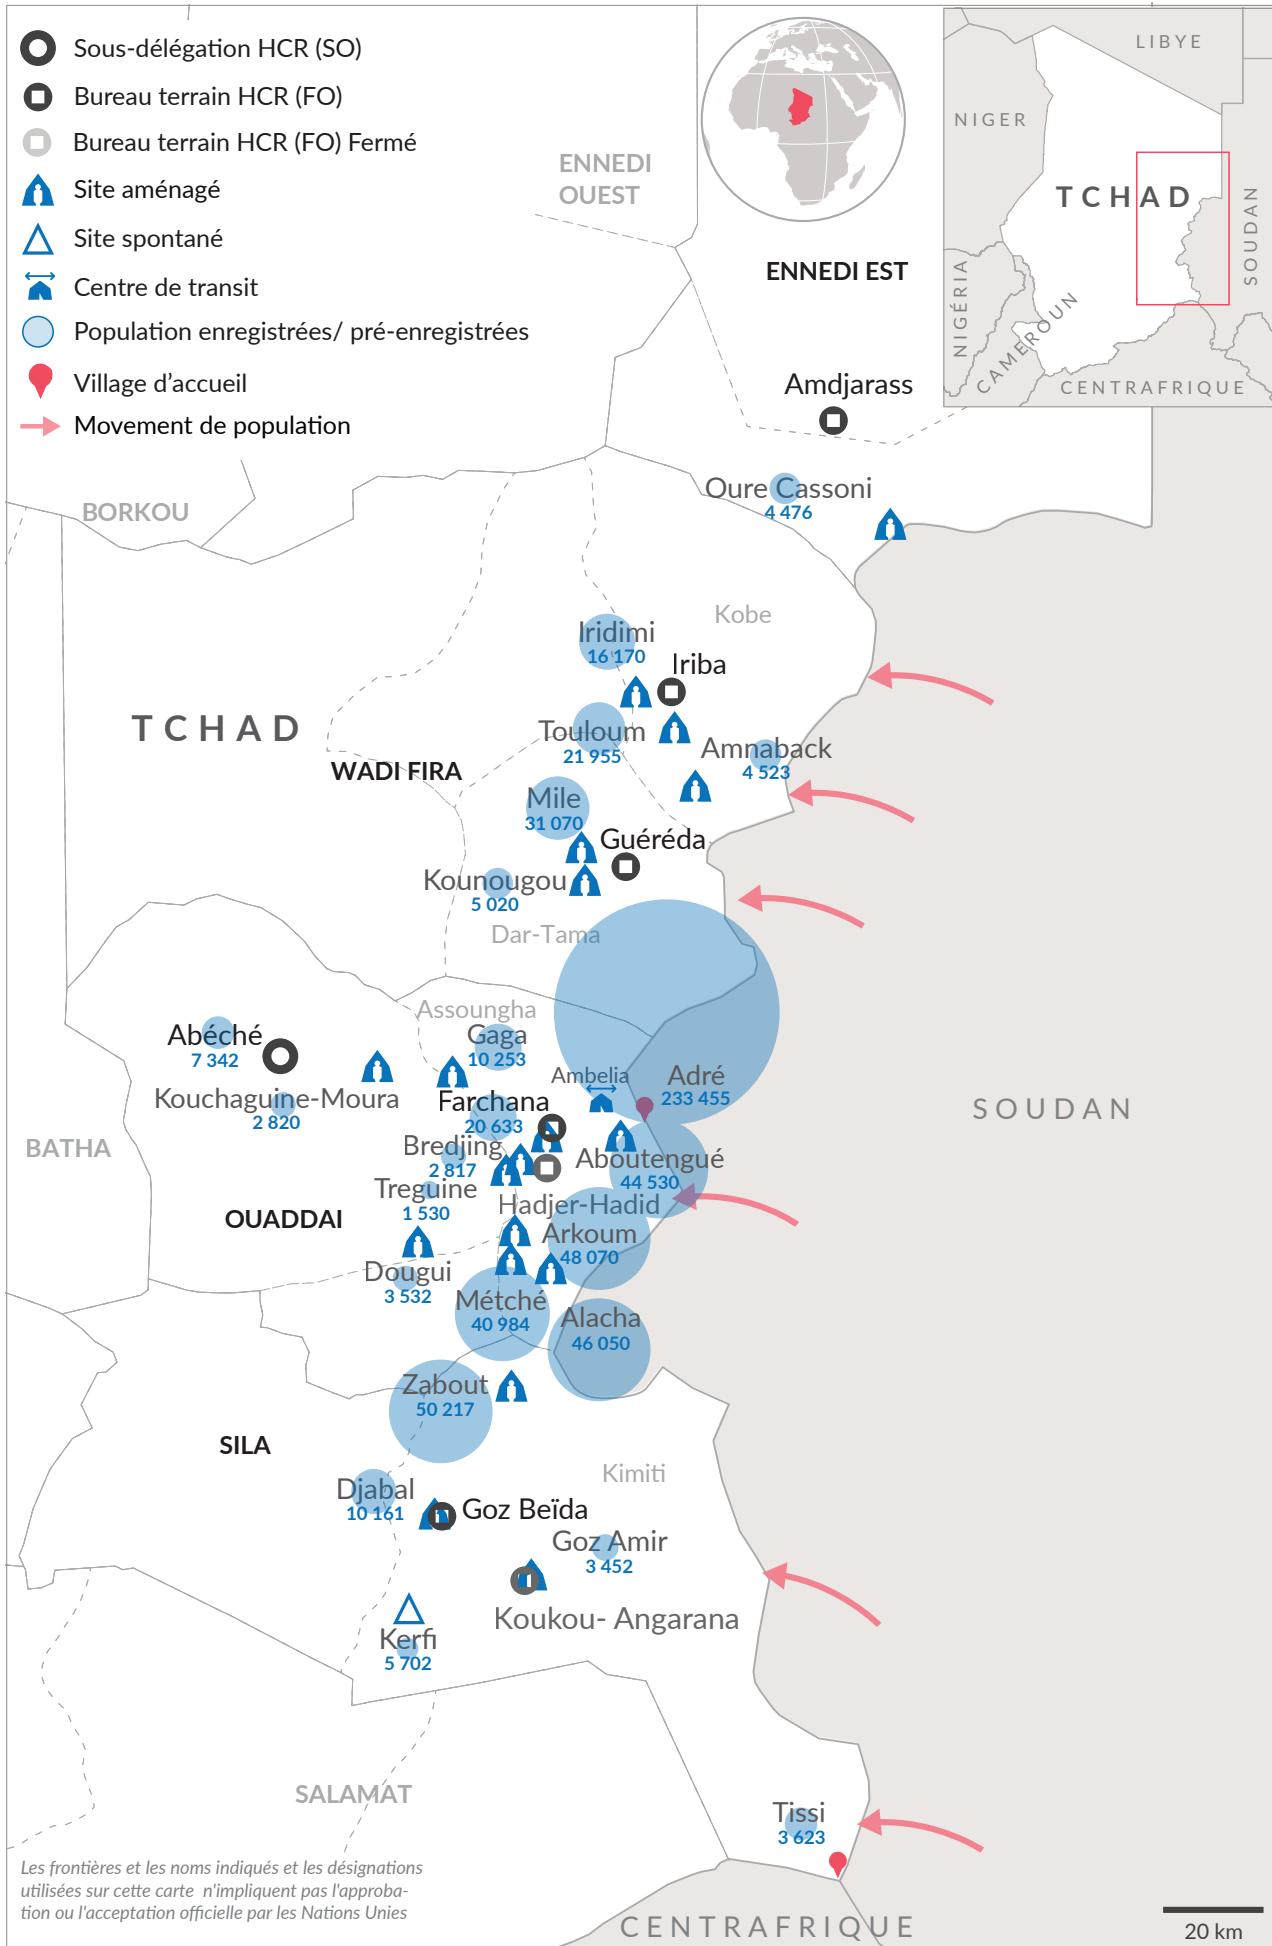 Sous-délégation HCR (SO)
Bureau terrain HCR (FO)
Bureau terrain HCR (FO) Fermé
Site aménagé
Site spontané
Centre de transit
Population enregistrées/ pré-enregistrées
Village d'accueil
Movement de population
LIBYE
NIGER
TCHAD
SOUDAN
NIGÉRIA
CAMEROUN
CENTRAFRIQUE
ENNEDI
OUEST
ENNEDI EST
Amdjarass
Oure Cassoni
4 476
BORKOU
Kobe
Iridimi
16 170
Iriba
TCHAD
Touloum
21 955
Amnaback
4 523
WADI FIRA
Mile
31 070
Guéréda
Kounougou
5 020
Dar-Tama
Assoungha
Gaga
10 253
Abéché
7 342
Ambelia
Adré
233 455
Kouchaguine-Moura
2 820
Farchana
20 633
SOUDAN
BATHA
Bredjing
2 817
Aboutengué
44 530
Treguine
1 530
Hadjer-Hadid
OUADDAI
Arkoum
48 070
Dougui
3 532
Métché
40 984
Alacha
46 050
Zabout
50 217
SILA
Kimiti
Djabal
10 161
Goz Beïda
Goz Amir
3 452
Koukou- Angarana
Kerfi
5 702
SALAMAT
Tissi
3 623
Les frontières et les noms indiqués et les désignations
utilisées sur cette carte n'impliquent pas l'approba-
tion ou l'acceptation officielle par les Nations Unies
CENTRAFRIQUE
20 km